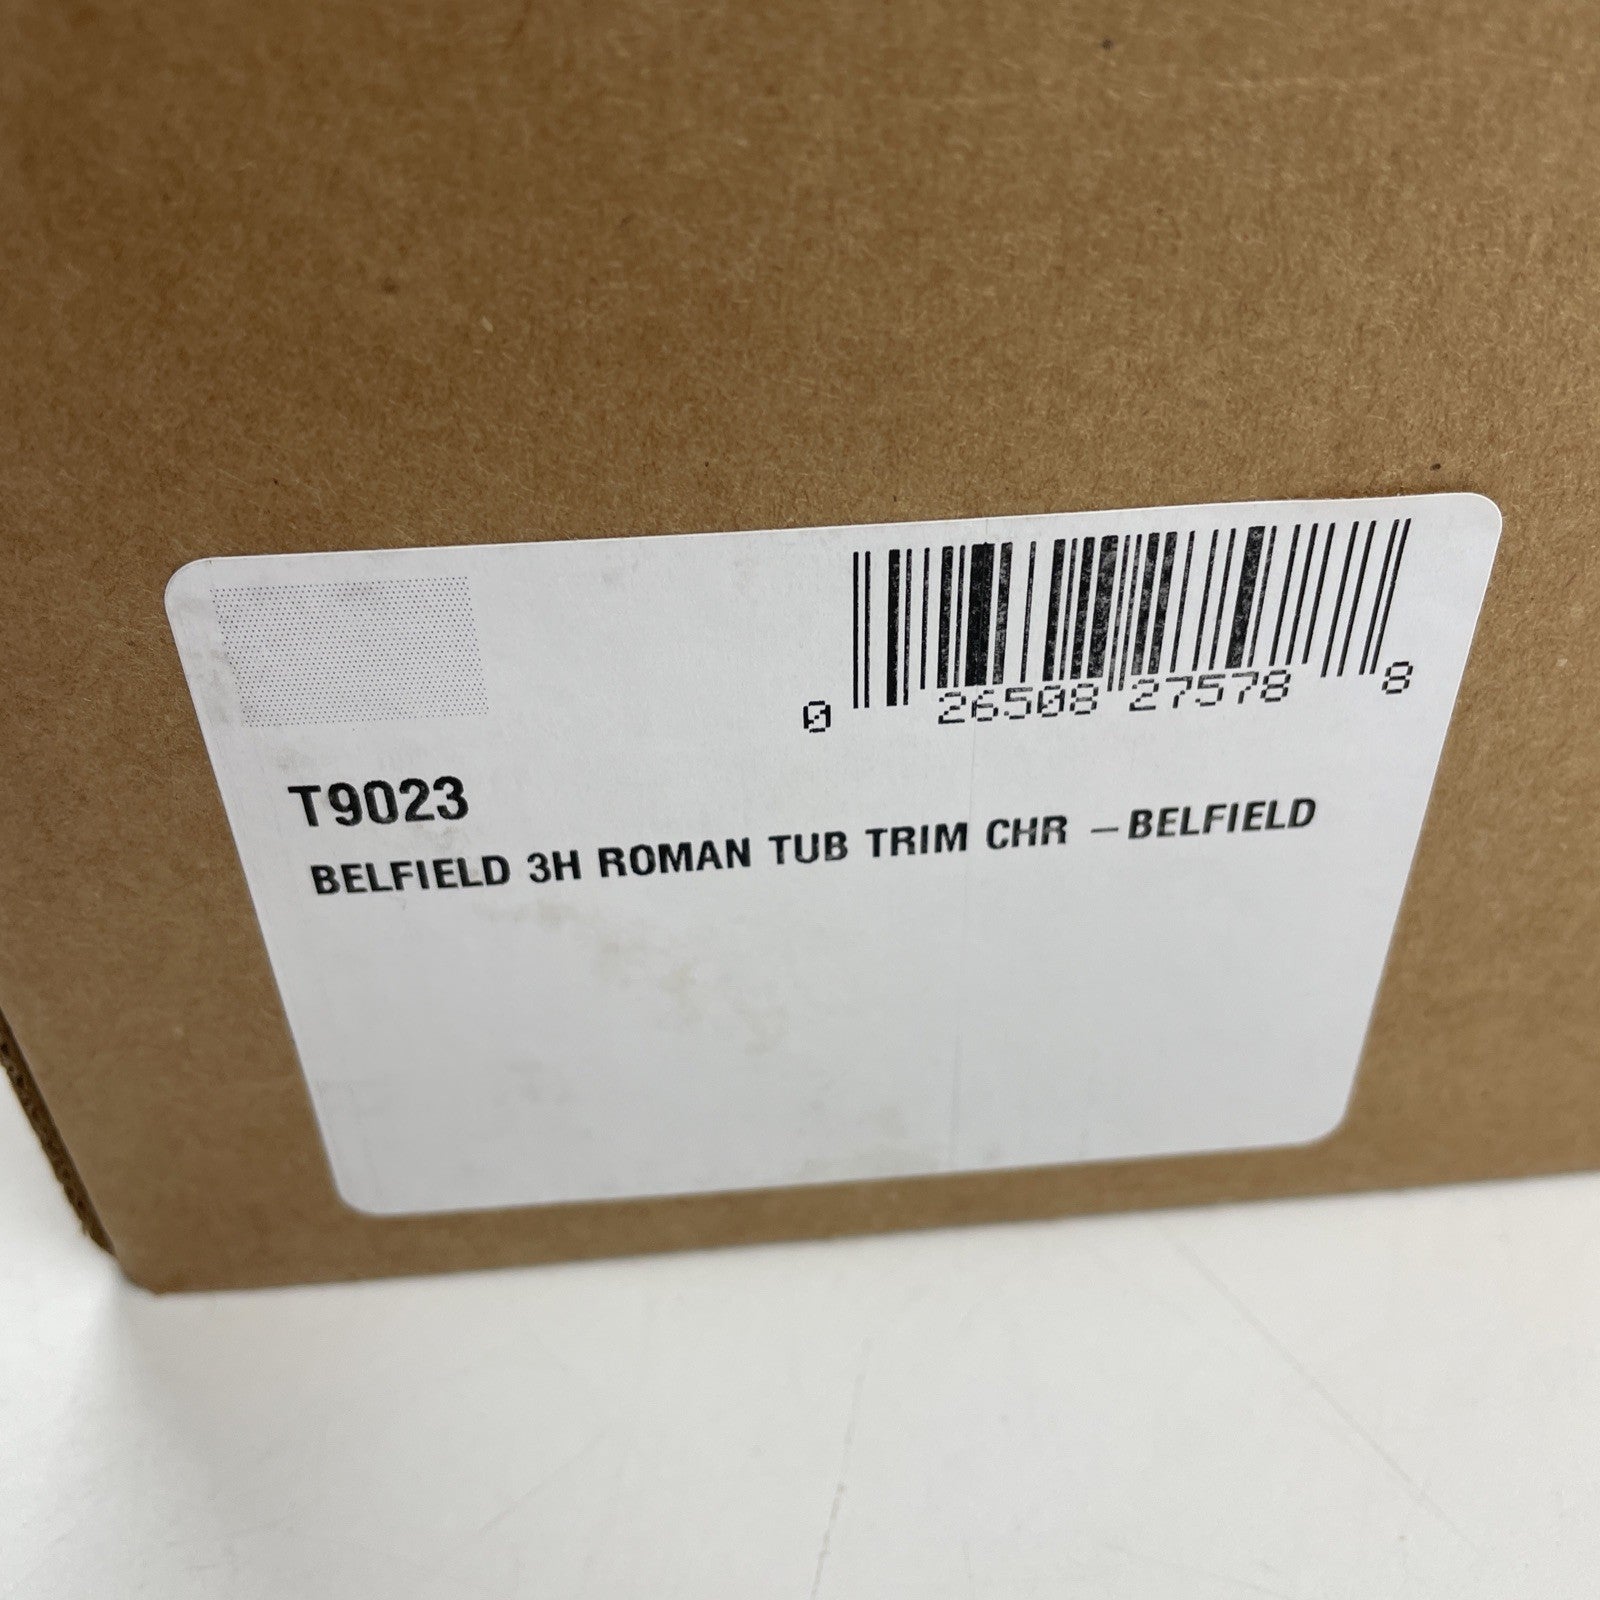 0 26508 27578 8
T9023
BELFIELD 3H ROMAN TUB TRIM CHR –BELFIELD